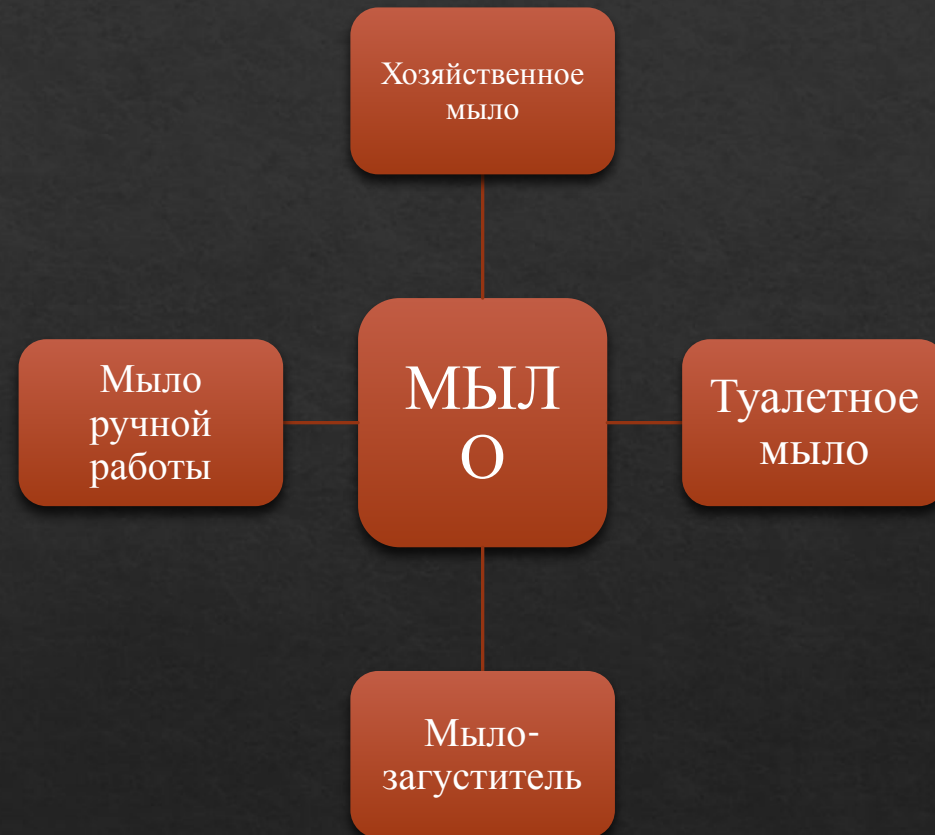 Хозяйственное
мыло
Мыло
ручной
работы
МЫЛ
О
Туалетное
мыло
Мыло-
загуститель